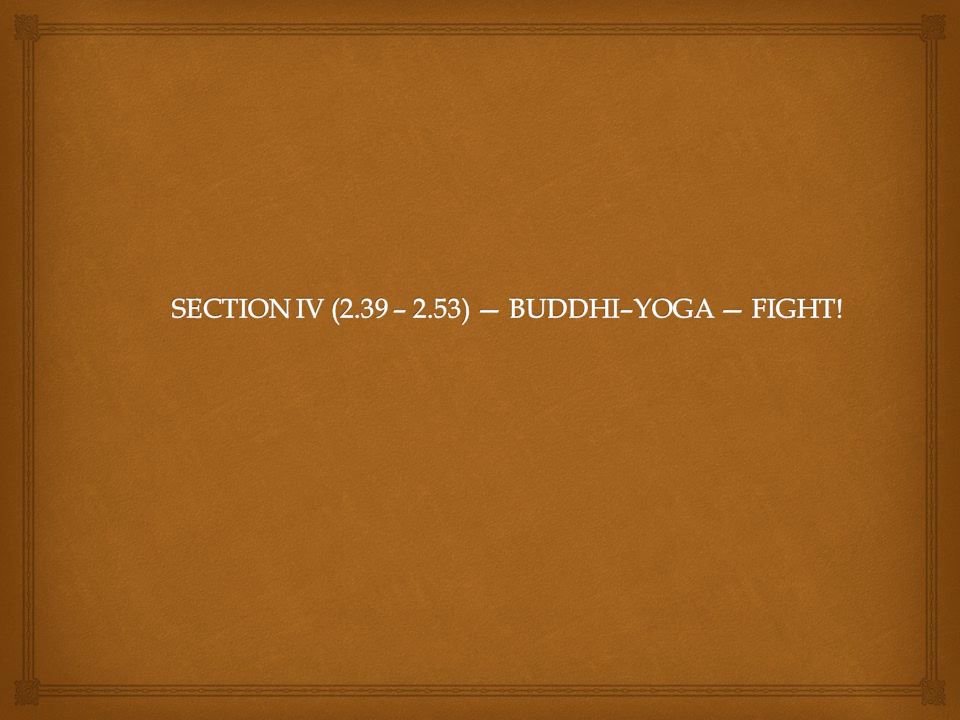 SECTION IV (2.39 – 2.53) — BUDDHI–YOGA — FIGHT!